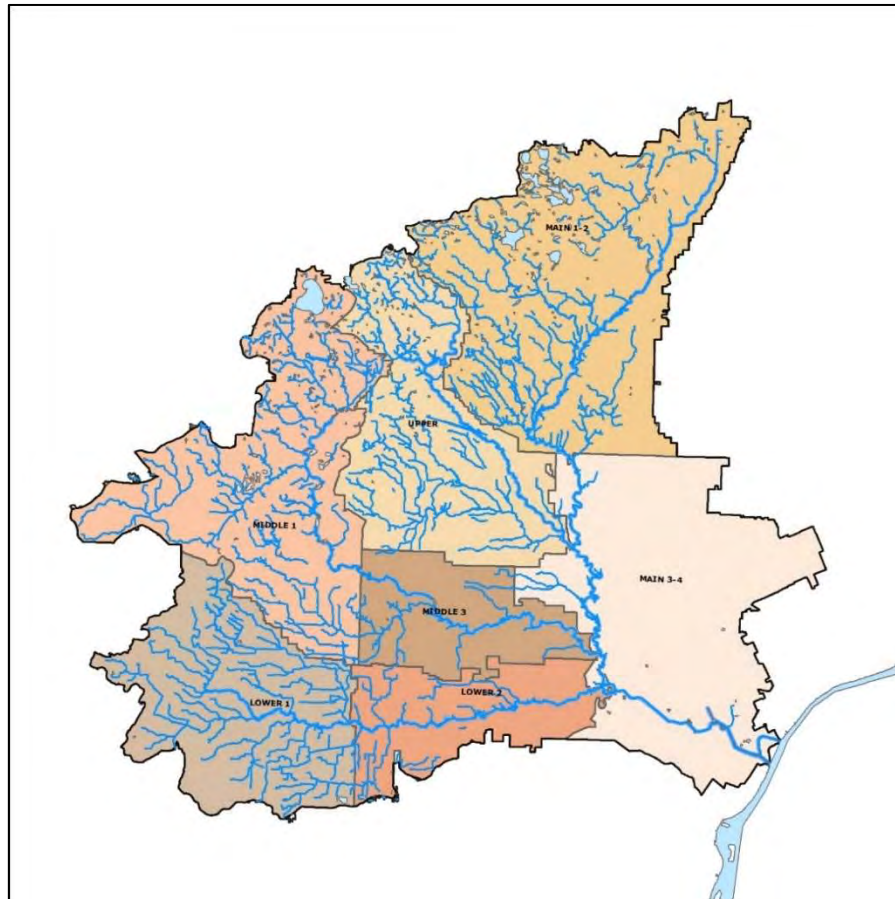 MAIN 1-2
UPPER
MIDDLE 1
MAIN 3-4
MIDDLE 3
LOWER 2
LOWER 1